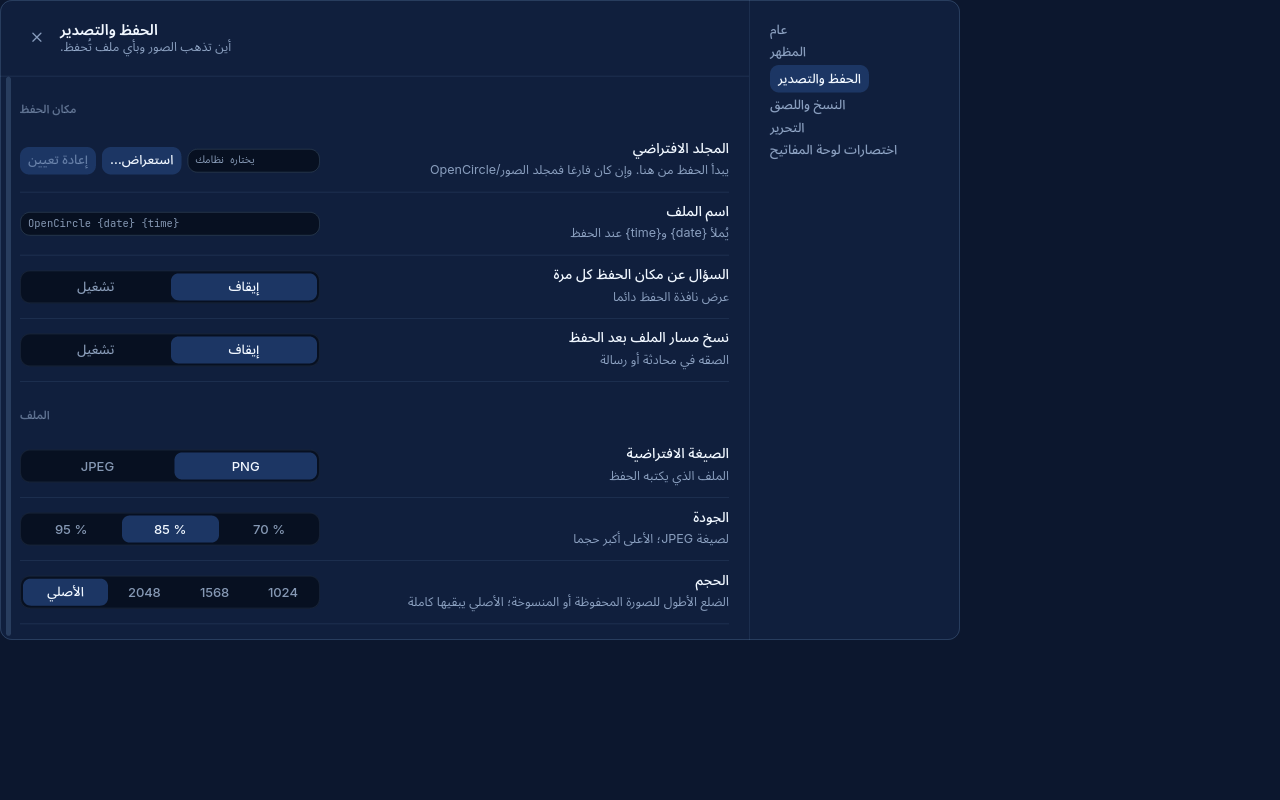 عام
المظهر
الحفظ والتصدير
النسخ واللصق
التحرير
اختصارات لوحة المفاتيح
الحفظ والتصدير
أين تذهب الصور وبأي ملف تُحفظ.
مكان الحفظ
المجلد الافتراضي
يبدأ الحفظ من هنا. وإن كان فارغا فمجلد الصور/OpenCircle
يختاره نظامك
استعراض...
إعادة تعيين
اسم الملف
يُملأ {date} و{time} عند الحفظ
OpenCircle {date} {time}
السؤال عن مكان الحفظ كل مرة
عرض نافذة الحفظ دائما
إيقاف
تشغيل
نسخ مسار الملف بعد الحفظ
الصقه في محادثة أو رسالة
إيقاف
تشغيل
الملف
الصيغة الافتراضية
الملف الذي يكتبه الحفظ
PNG
JPEG
الجودة
لصيغة JPEG؛ الأعلى أكبر حجما
70 %
85 %
95 %
الحجم
الضلع الأطول للصورة المحفوظة أو المنسوخة؛ الأصلي يبقيها كاملة
1024
1568
2048
الأصلي